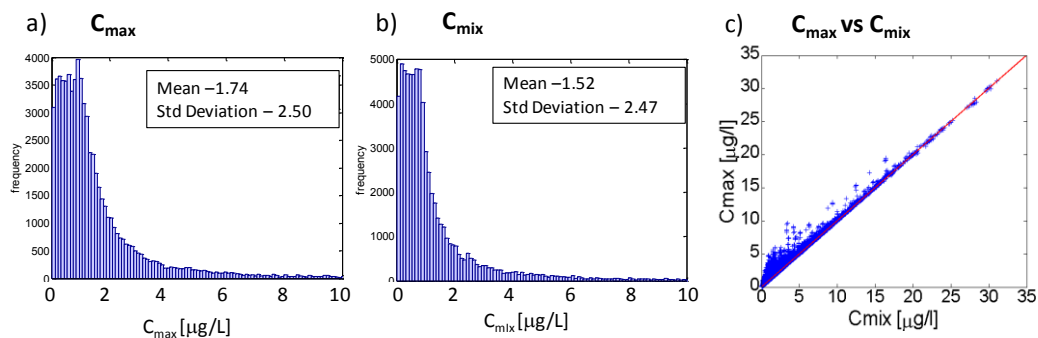 a) Cmax
4000
3500
3000
2500
2000
1500
1000
500
0
frequency
Mean –1.74
Std Deviation – 2.50
0 2 4 6 8 10
Cmax [μg/L]
b) Cmix
5000
4000
3000
2000
1000
0
frequency
Mean –1.52
Std Deviation – 2.47
0 2 4 6 8 10
Cmix [μg/L]
c) Cmax vs Cmix
35
30
25
20
15
10
5
0
Cmax [μg/l]
0 5 10 15 20 25 30 35
Cmix [μg/l]